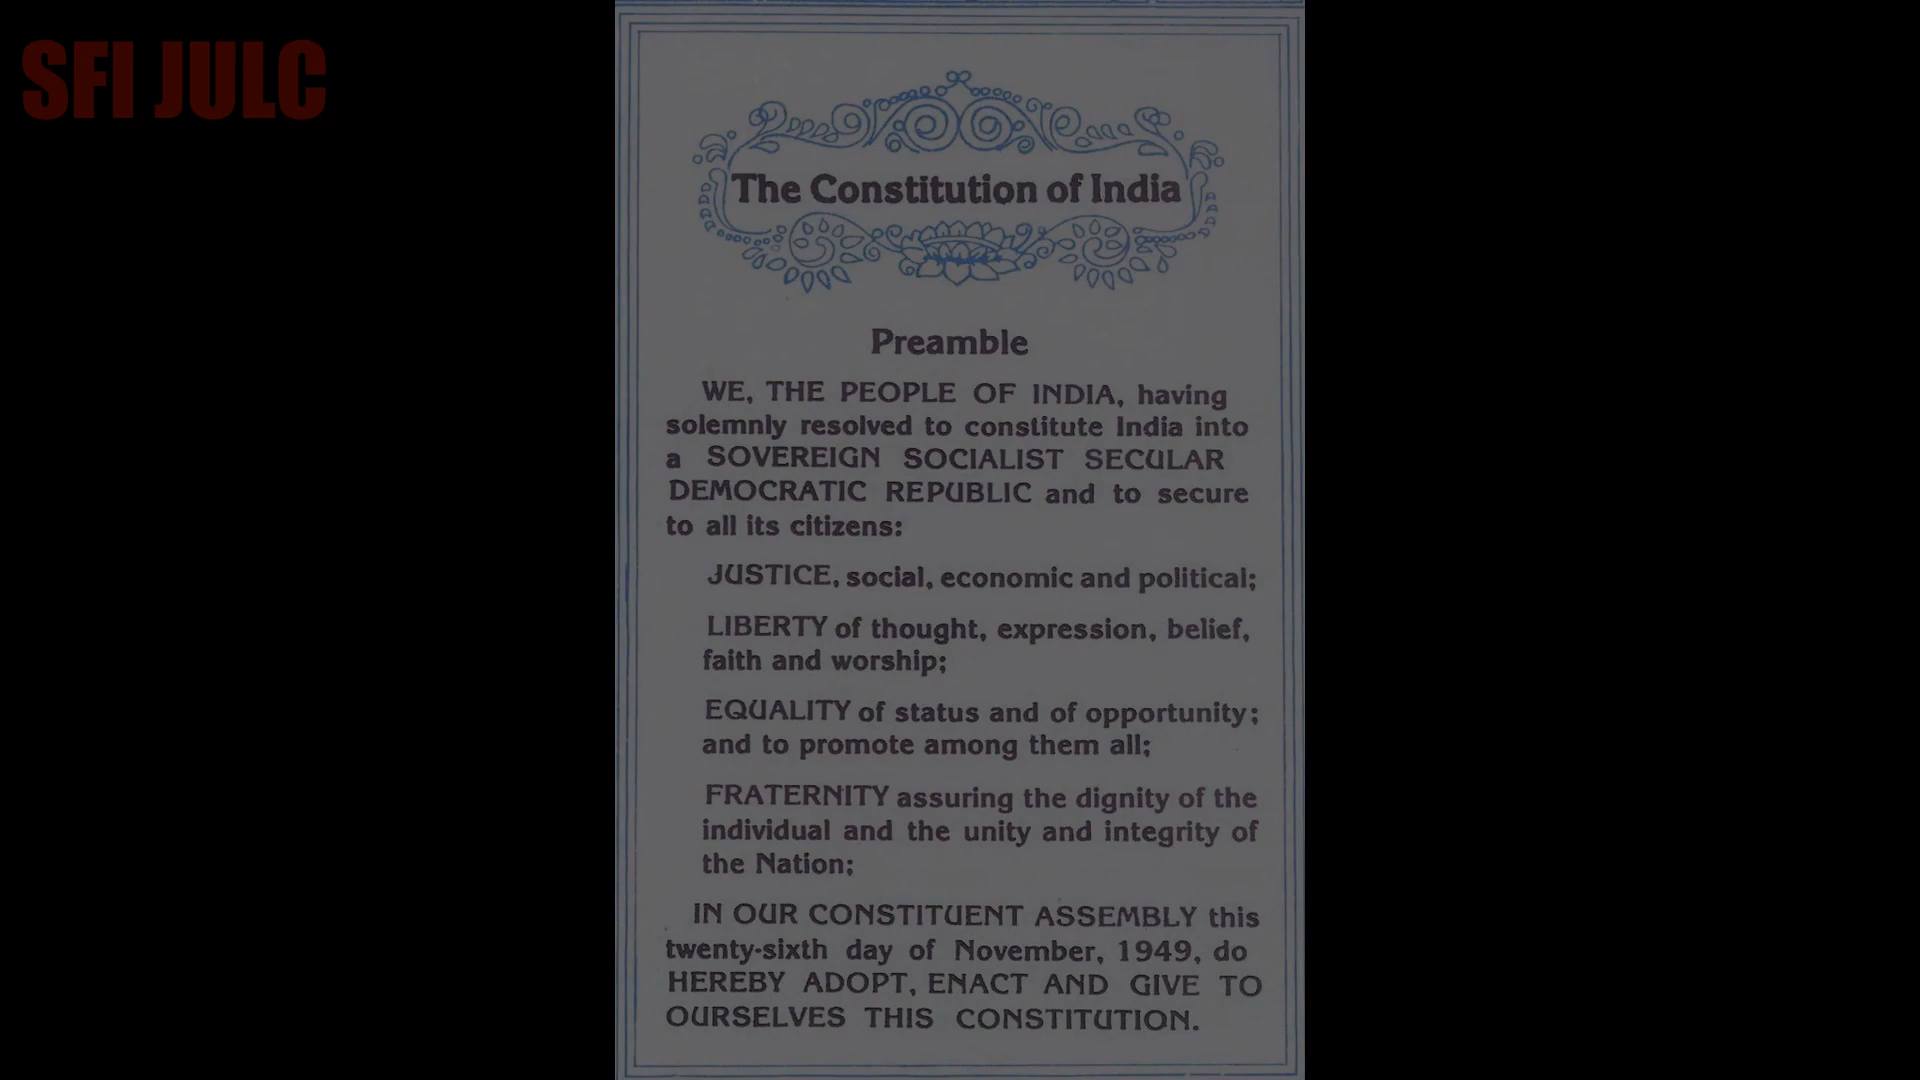 SFI JULC
The Constitution of India
Preamble
WE, THE PEOPLE OF INDIA, having
solemnly resolved to constitute India into
a SOVEREIGN SOCIALIST SECULAR
DEMOCRATIC REPUBLIC and to secure
to all its citizens:
JUSTICE, social, economic and political;
LIBERTY of thought, expression, belief,
faith and worship;
EQUALITY of status and of opportunity;
and to promote among them all;
FRATERNITY assuring the dignity of the
individual and the unity and integrity of
the Nation;
IN OUR CONSTITUENT ASSEMBLY this
twenty-sixth day of November, 1949, do
HEREBY ADOPT, ENACT AND GIVE TO
OURSELVES THIS CONSTITUTION.